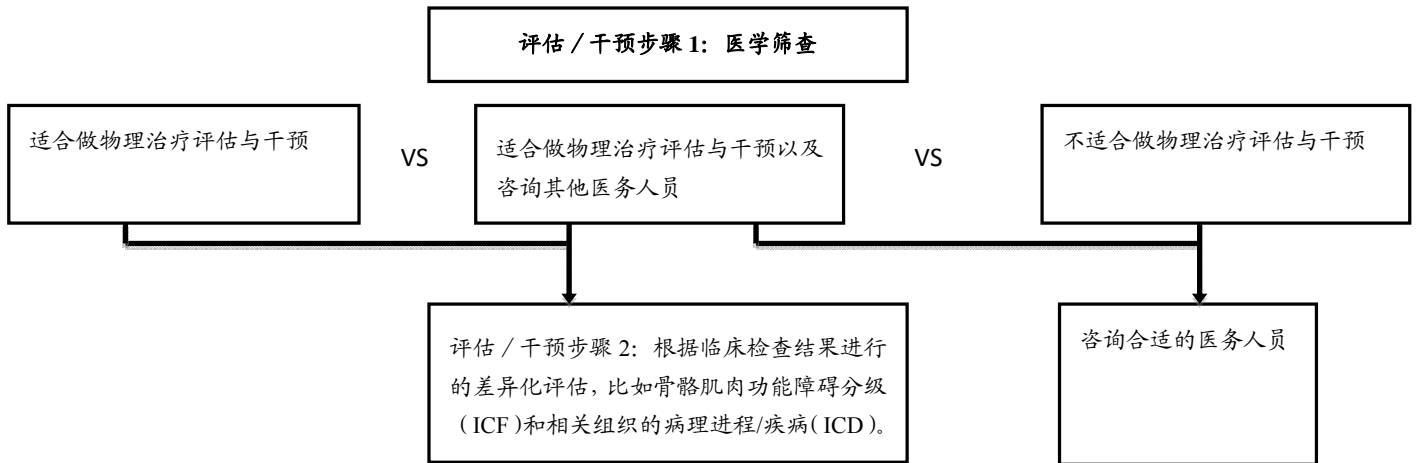 评估/干预步骤 1：医学筛查
适合做物理治疗评估与干预
VS
适合做物理治疗评估与干预以及
咨询其他医务人员
VS
不适合做物理治疗评估与干预
评估/干预步骤 2：根据临床检查结果进行
的差异化评估，比如骨骼肌肉功能障碍分级
（ICF）和相关组织的病理进程/疾病（ICD）。
咨询合适的医务人员